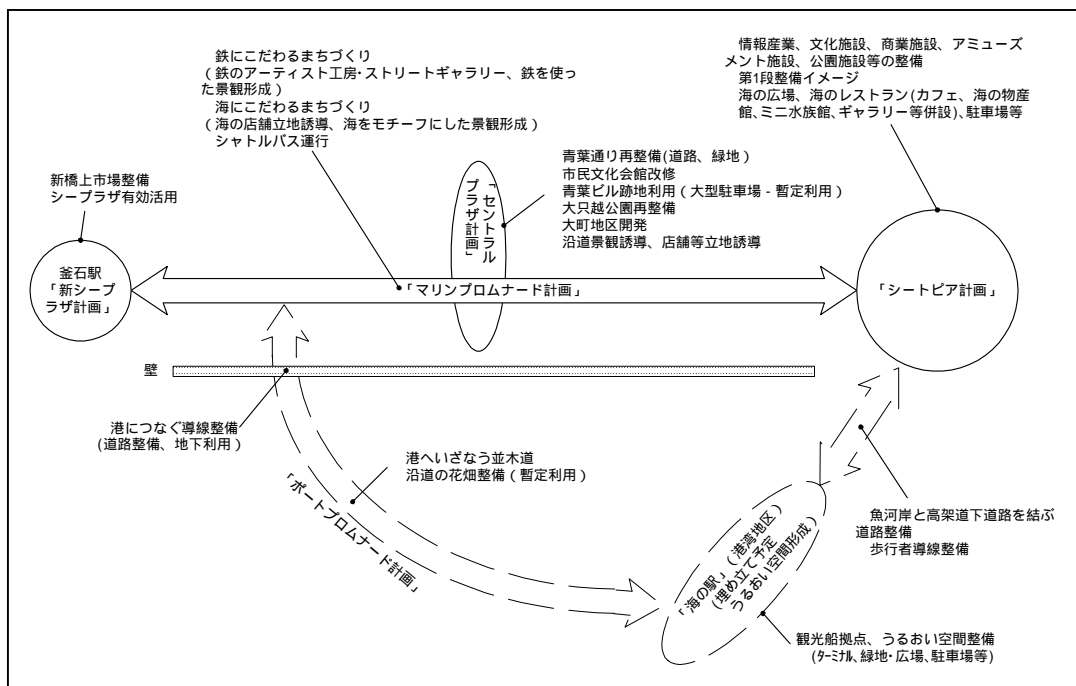 鉄にこだわるまちづくり
(鉄のアーティスト工房・ストリートギャラリー、鉄を使っ
た景観形成)
海にこだわるまちづくり
(海の店舗立地誘導、海をモチーフにした景観形成)
シャトルバス運行
情報産業、文化施設、商業施設、アミューズ
メント施設、公園施設等の整備
第1段整備イメージ
海の広場、海のレストラン(カフェ、海の物産
館、ミニ水族館、ギャラリー等併設)、駐車場等
新橋上市場整備
シープラザ有効活用
青葉通り再整備(道路、緑地)
市民文化会館改修
青葉ビル跡地利用(大型駐車場-暫定利用)
大只越公園再整備
大町地区開発
沿道景観誘導、店舗等立地誘導
「セントラル
プラザ計画」
釜石駅
「新シープ
ラザ計画」
「マリンプロムナード計画」
「シートピア計画」
壁
港につなぐ導線整備
(道路整備、地下利用)
港へいざなう並木道
沿道の花畑整備(暫定利用)
「ポートプロムナード計画」
「海の駅」(港湾地区)
(埋め立て予定
うるおい空間形成)
魚河岸と高架道下道路を結ぶ
道路整備
歩行者導線整備
観光船拠点、うるおい空間整備
(ターミナル、緑地・広場、駐車場等)